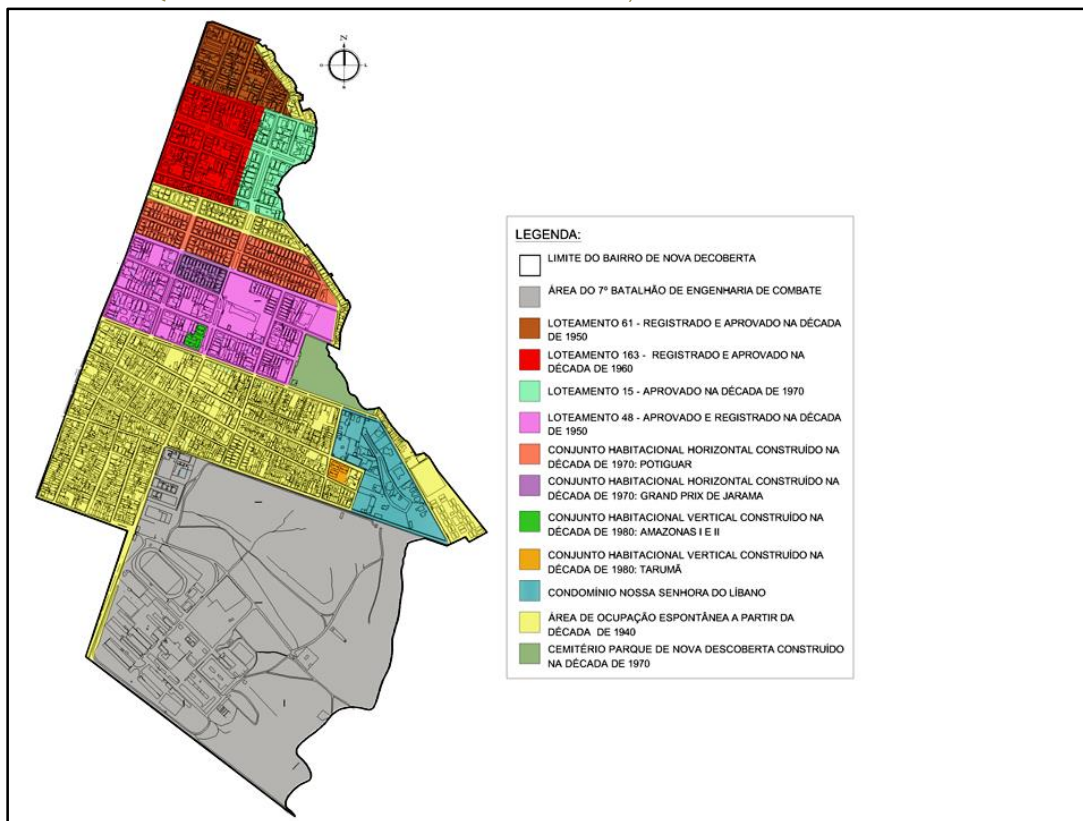 N
LEGENDA:
LIMITE DO BAIRRO DE NOVA DECOBERTA
ÁREA DO 7º BATALHÃO DE ENGENHARIA DE COMBATE
LOTEAMENTO 61 - REGISTRADO E APROVADO NA DÉCADA
DE 1950
LOTEAMENTO 163 - REGISTRADO E APROVADO NA
DÉCADA DE 1960
LOTEAMENTO 15 - APROVADO NA DÉCADA DE 1970
LOTEAMENTO 48 - APROVADO E REGISTRADO NA DÉCADA
DE 1950
CONJUNTO HABITACIONAL HORIZONTAL CONSTRUÍDO NA
DÉCADA DE 1970: POTIGUAR
CONJUNTO HABITACIONAL HORIZONTAL CONSTRUÍDO NA
DÉCADA DE 1970: GRAND PRIX DE JARAMA
CONJUNTO HABITACIONAL VERTICAL CONSTRUÍDO NA
DÉCADA DE 1980: AMAZONAS I E II
CONJUNTO HABITACIONAL VERTICAL CONSTRUÍDO NA
DÉCADA DE 1980: TARUMÃ
CONDOMÍNIO NOSSA SENHORA DO LÍBANO
ÁREA DE OCUPAÇÃO ESPONTÂNEA A PARTIR DA
DÉCADA DE 1940
CEMITÉRIO PARQUE DE NOVA DESCOBERTA CONSTRUÍDO
NA DÉCADA DE 1970